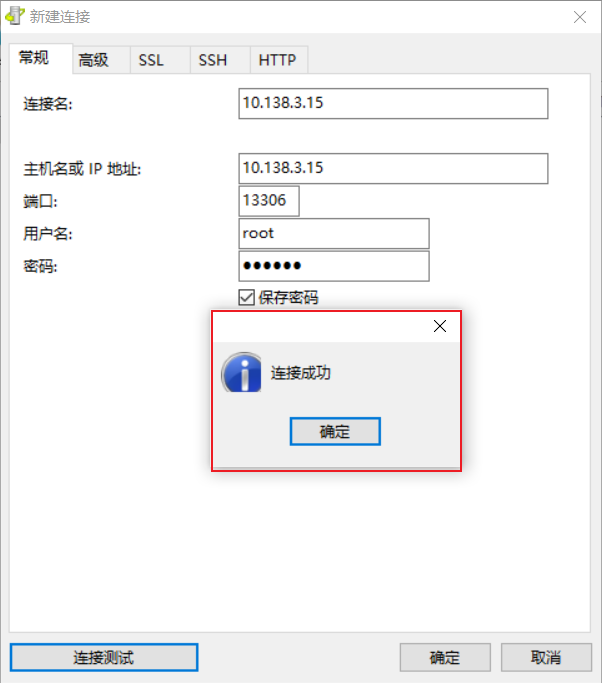 新建连接
常规 高级 SSL SSH HTTP
连接名: 10.138.3.15
主机名或 IP 地址: 10.138.3.15
端口: 13306
用户名: root
密码: ●●●●●●
保存密码
连接成功
确定
连接测试 确定 取消